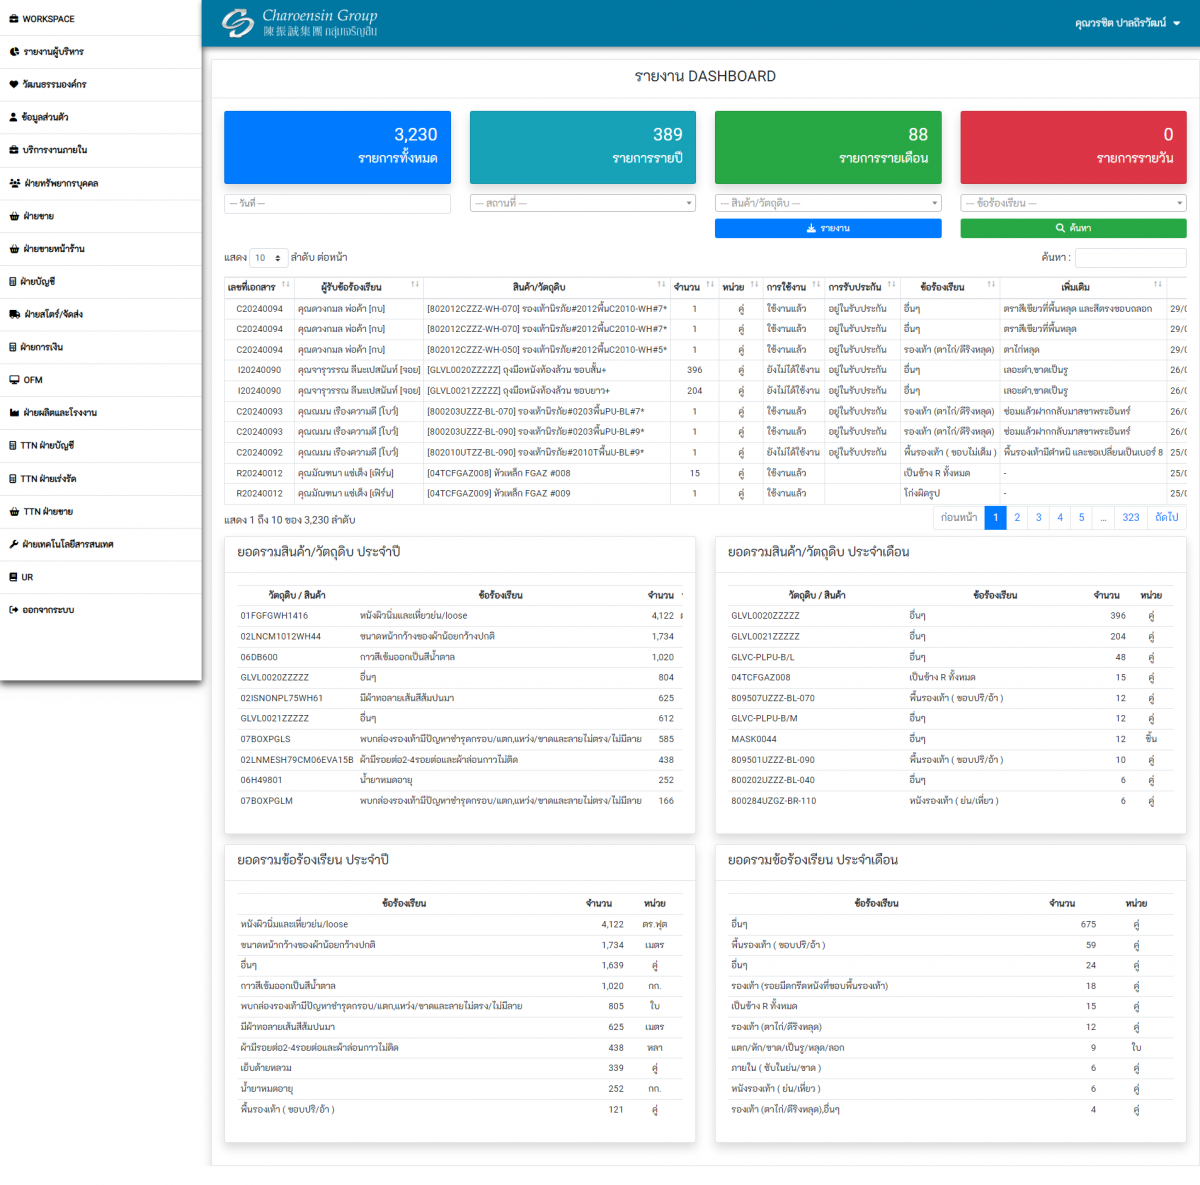 WORKSPACE
รายงานผู้บริหาร
วัฒนธรรมองค์กร
ข้อมูลส่วนตัว
บริการงานภายใน
ฝ่ายทรัพยากรบุคคล
ฝ่ายขาย
ฝ่ายขายหน้าร้าน
ฝ่ายบัญชี
ฝ่ายสโตร์/จัดส่ง
ฝ่ายการเงิน
OFM
ฝ่ายผลิตและโรงงาน
TTN ฝ่ายบัญชี
TTN ฝ่ายเร่งรัด
TTN ฝ่ายขาย
ฝ่ายเทคโนโลยีสารสนเทศ
UR
ออกจากระบบ
Charoensin Group
陳振誠集團 กลุ่มเจริญสิน
คุณวรชิต ปาลถิรวัฒน์
รายงาน DASHBOARD
3,230
รายการทั้งหมด
389
รายการรายปี
88
รายการรายเดือน
0
รายการรายวัน
-- วันที่ --
-- สถานที่ --
-- สินค้า/วัตถุดิบ --
-- ข้อร้องเรียน --
รายงาน
ค้นหา
แสดง 10 ลำดับ ต่อหน้า
ค้นหา :
เลขที่เอกสาร ผู้รับข้อร้องเรียน สินค้า/วัตถุดิบ จำนวน หน่วย การใช้งาน การรับประกัน ข้อร้องเรียน เพิ่มเติม
C20240094 คุณดวงกมล พ่อค้า [กบ] [802012CZZZ-WH-070] รองเท้านิรภัย#2012พื้นC2010-WH#7* 1 คู่ ใช้งานแล้ว อยู่ในรับประกัน อื่นๆ ตราสีเขียวที่พื้นหลุด และสีตรงขอบถลอก 29/0
C20240094 คุณดวงกมล พ่อค้า [กบ] [802012CZZZ-WH-070] รองเท้านิรภัย#2012พื้นC2010-WH#7* 1 คู่ ใช้งานแล้ว อยู่ในรับประกัน อื่นๆ ตราสีเขียวที่พื้นหลุด 29/0
C20240094 คุณดวงกมล พ่อค้า [กบ] [802012CZZZ-WH-050] รองเท้านิรภัย#2012พื้นC2010-WH#5* 1 คู่ ใช้งานแล้ว อยู่ในรับประกัน รองเท้า (ตาไก่/ดีริงหลุด) ตาไก่หลุด 29/0
I20240090 คุณจารุวรรณ ลีนะเปสนันท์ [จอย] [GLVL0020ZZZZZ] ถุงมือหนังท้องล้วน ขอบสั้น+ 396 คู่ ยังไม่ได้ใช้งาน อยู่ในรับประกัน อื่นๆ เลอะดำ,ขาดเป็นรู 26/0
I20240090 คุณจารุวรรณ ลีนะเปสนันท์ [จอย] [GLVL0021ZZZZZ] ถุงมือหนังท้องล้วน ขอบยาว+ 204 คู่ ยังไม่ได้ใช้งาน อยู่ในรับประกัน อื่นๆ เลอะดำ,ขาดเป็นรู 26/0
C20240093 คุณณมน เรืองความดี [โบว์] [800203UZZZ-BL-070] รองเท้านิรภัย#0203พื้นPU-BL#7* 1 คู่ ใช้งานแล้ว อยู่ในรับประกัน รองเท้า (ตาไก่/ดีริงหลุด) ซ่อมแล้วฝากกลับมาสาขาพระอินทร์ 26/0
C20240093 คุณณมน เรืองความดี [โบว์] [800203UZZZ-BL-090] รองเท้านิรภัย#0203พื้นPU-BL#9* 1 คู่ ใช้งานแล้ว อยู่ในรับประกัน รองเท้า (ตาไก่/ดีริงหลุด) ซ่อมแล้วฝากกลับมาสขาพระอินทร์ 26/0
C20240092 คุณณมน เรืองความดี [โบว์] [802010UTZZ-BL-090] รองเท้านิรภัย#2010Tพื้นU-BL#9* 1 คู่ ยังไม่ได้ใช้งาน อยู่ในรับประกัน พื้นรองเท้า ( ขอบไม่เต็ม ) พื้นรองเท้ามีตำหนิ และขอเปลี่ยนเป็นเบอร์ 8 25/0
R20240012 คุณมัณฑนา แซ่เต็ง [เฟิร์น] [04TCFGAZ008] หัวเหล็ก FGAZ #008 15 คู่ ใช้งานแล้ว เป็นข้าง R ทั้งหมด - 25/0
R20240012 คุณมัณฑนา แซ่เต็ง [เฟิร์น] [04TCFGAZ009] หัวเหล็ก FGAZ #009 1 คู่ ใช้งานแล้ว โก่งผิดรูป - 25/0
แสดง 1 ถึง 10 ของ 3,230 ลำดับ
ก่อนหน้า 1 2 3 4 5 ... 323 ถัดไป
ยอดรวมสินค้า/วัตถุดิบ ประจำปี
วัตถุดิบ / สินค้า ข้อร้องเรียน จำนวน
01FGFGWH1416 หนังผิวนิ่มและเหี่ยวย่น/loose 4,122
02LNCM1012WH44 ขนาดหน้ากว้างของผ้าน้อยกว้างปกติ 1,734
06DB600 กาวสีเข้มออกเป็นสีน้ำตาล 1,020
GLVL0020ZZZZZ อื่นๆ 804
02ISNONPL75WH61 มีผ้าทอลายเส้นสีส้มปนมา 625
GLVL0021ZZZZZ อื่นๆ 612
07BOXPGLS พบกล่องรองเท้ามีปัญหาชำรุดกรอบ/แตก,แหว่ง/ขาดและลายไม่ตรง/ไม่มีลาย 585
02LNMESH79CM06EVA15B ผ้ามีรอยต่อ2-4รอยต่อและผ้าล่อนกาวไม่ติด 438
06H49801 น้ำยาหมดอายุ 252
07BOXPGLM พบกล่องรองเท้ามีปัญหาชำรุดกรอบ/แตก,แหว่ง/ขาดและลายไม่ตรง/ไม่มีลาย 166
ยอดรวมสินค้า/วัตถุดิบ ประจำเดือน
วัตถุดิบ / สินค้า ข้อร้องเรียน จำนวน หน่วย
GLVL0020ZZZZZ อื่นๆ 396 คู่
GLVL0021ZZZZZ อื่นๆ 204 คู่
GLVC-PLPU-B/L อื่นๆ 48 คู่
04TCFGAZ008 เป็นข้าง R ทั้งหมด 15 คู่
809507UZZZ-BL-070 พื้นรองเท้า ( ขอบปริ/อ้า ) 12 คู่
GLVC-PLPU-B/M อื่นๆ 12 คู่
MASK0044 อื่นๆ 12 ชิ้น
809501UZZZ-BL-090 พื้นรองเท้า ( ขอบปริ/อ้า ) 10 คู่
800202UZZZ-BL-040 อื่นๆ 6 คู่
800284UZGZ-BR-110 หนังรองเท้า ( ย่น/เหี่ยว ) 6 คู่
ยอดรวมข้อร้องเรียน ประจำปี
ข้อร้องเรียน จำนวน หน่วย
หนังผิวนิ่มและเหี่ยวย่น/loose 4,122 ตร.ฟุต
ขนาดหน้ากว้างของผ้าน้อยกว้างปกติ 1,734 เมตร
อื่นๆ 1,639 คู่
กาวสีเข้มออกเป็นสีน้ำตาล 1,020 กก.
พบกล่องรองเท้ามีปัญหาชำรุดกรอบ/แตก,แหว่ง/ขาดและลายไม่ตรง/ไม่มีลาย 805 ใบ
มีผ้าทอลายเส้นสีส้มปนมา 625 เมตร
ผ้ามีรอยต่อ2-4รอยต่อและผ้าล่อนกาวไม่ติด 438 หลา
เย็บด้ายหลวม 339 คู่
น้ำยาหมดอายุ 252 กก.
พื้นรองเท้า ( ขอบปริ/อ้า ) 121 คู่
ยอดรวมข้อร้องเรียน ประจำเดือน
ข้อร้องเรียน จำนวน หน่วย
อื่นๆ 675 คู่
พื้นรองเท้า ( ขอบปริ/อ้า ) 59 คู่
อื่นๆ 24 คู่
รองเท้า (รอยมีดกรีดหนังที่ขอบพื้นรองเท้า) 18 คู่
เป็นข้าง R ทั้งหมด 15 คู่
รองเท้า (ตาไก่/ดีริงหลุด) 12 คู่
แตก/หัก/ขาด/เป็นรู/หลุด/ลอก 9 ใบ
ภายใน ( ซับในย่น/ขาด ) 6 คู่
หนังรองเท้า ( ย่น/เหี่ยว ) 6 คู่
รองเท้า (ตาไก่/ดีริงหลุด),อื่นๆ 4 คู่